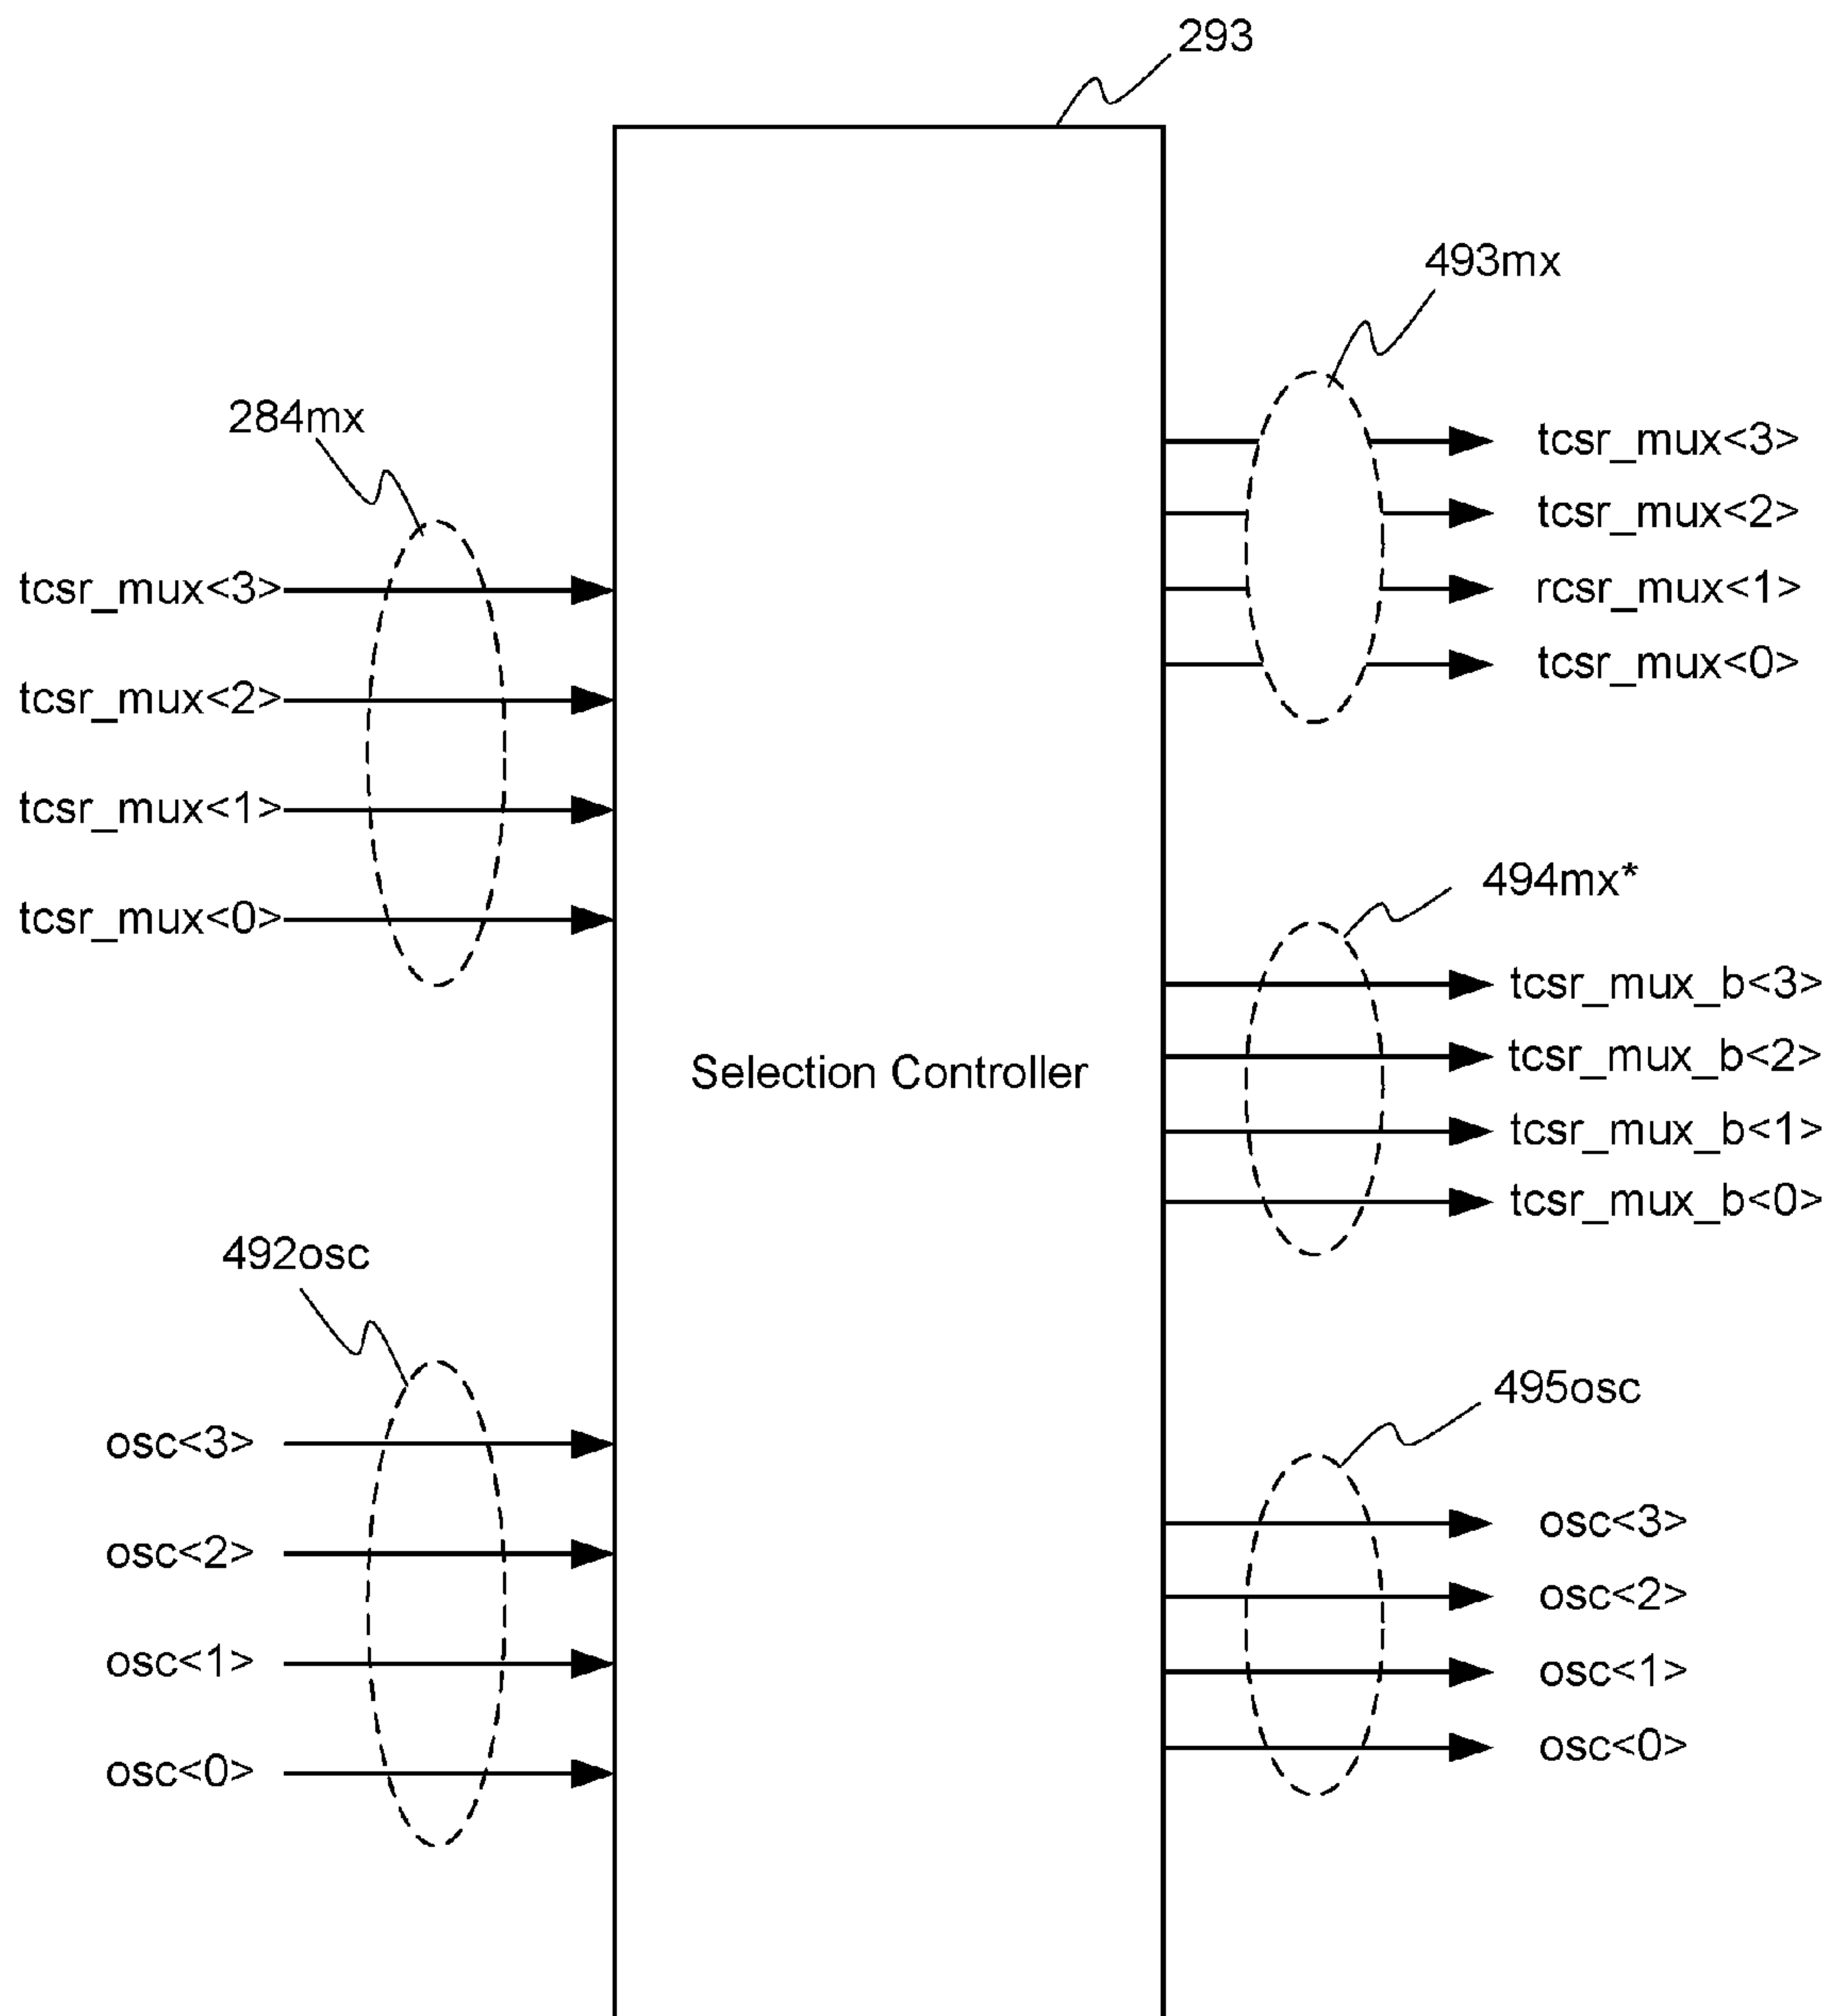 293
493mx
284mx
tcsr_mux<3>
tcsr_mux<2>
rcsr_mux<1>
tcsr_mux<0>
tcsr_mux<3>
tcsr_mux<2>
tcsr_mux<1>
tcsr_mux<0>
494mx*
tcsr_mux_b<3>
tcsr_mux_b<2>
tcsr_mux_b<1>
tcsr_mux_b<0>
Selection Controller
492osc
495osc
osc<3>
osc<2>
osc<1>
osc<0>
osc<3>
osc<2>
osc<1>
osc<0>